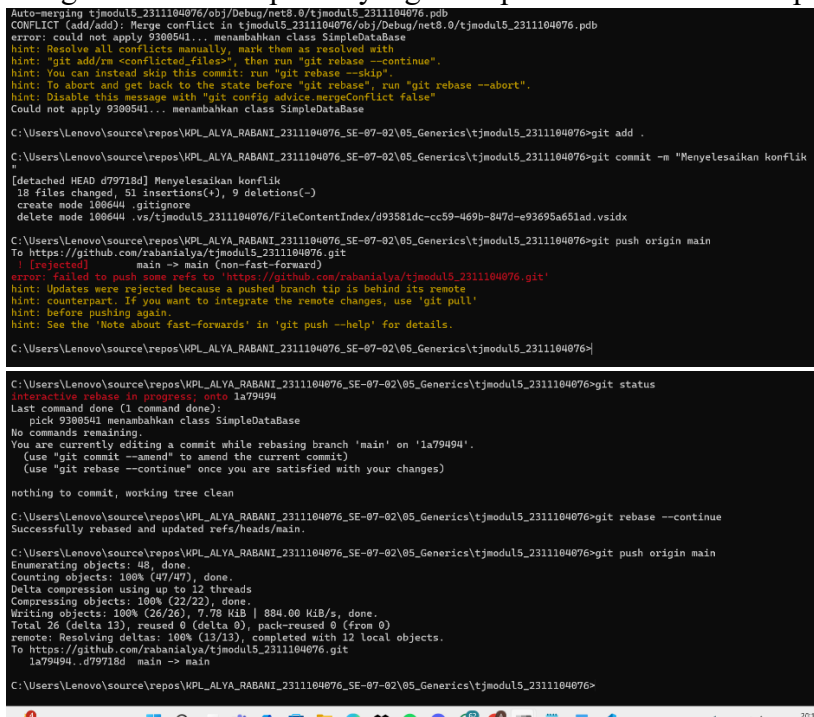 Auto-merging tjmodul5_2311104076/obj/Debug/net8.0/tjmodul5_2311104076.pdb
CONFLICT (add/add): Merge conflict in tjmodul5_2311104076/obj/Debug/net8.0/tjmodul5_2311104076.pdb
error: could not apply 9300541... menambahkan class SimpleDataBase
hint: Resolve all conflicts manually, mark them as resolved with
hint: "git add/rm <conflicted_files>", then run "git rebase --continue".
hint: You can instead skip this commit: run "git rebase --skip".
hint: To abort and get back to the state before "git rebase", run "git rebase --abort".
hint: Disable this message with "git config advice.mergeConflict false"
Could not apply 9300541... menambahkan class SimpleDataBase
C:\Users\Lenovo\source\repos\KPL_ALYA_RABANI_2311104076_SE-07-02\05_Generics\tjmodul5_2311104076>git add .
C:\Users\Lenovo\source\repos\KPL_ALYA_RABANI_2311104076_SE-07-02\05_Generics\tjmodul5_2311104076>git commit -m "Menyelesaikan konflik
"
[detached HEAD d79718d] Menyelesaikan konflik
18 files changed, 51 insertions(+), 9 deletions(-)
create mode 100644 .gitignore
delete mode 100644 .vs/tjmodul5_2311104076/FileContentIndex/d93581dc-cc59-469b-847d-e93695a651ad.vsidx
C:\Users\Lenovo\source\repos\KPL_ALYA_RABANI_2311104076_SE-07-02\05_Generics\tjmodul5_2311104076>git push origin main
To https://github.com/rabanialya/tjmodul5_2311104076.git
! [rejected] main -> main (non-fast-forward)
error: failed to push some refs to 'https://github.com/rabanialya/tjmodul5_2311104076.git'
hint: Updates were rejected because a pushed branch tip is behind its remote
hint: counterpart. If you want to integrate the remote changes, use 'git pull'
hint: before pushing again.
hint: See the 'Note about fast-forwards' in 'git push --help' for details.
C:\Users\Lenovo\source\repos\KPL_ALYA_RABANI_2311104076_SE-07-02\05_Generics\tjmodul5_2311104076>
C:\Users\Lenovo\source\repos\KPL_ALYA_RABANI_2311104076_SE-07-02\05_Generics\tjmodul5_2311104076>git status
interactive rebase in progress; onto 1a79494
Last command done (1 command done):
pick 9300541 menambahkan class SimpleDataBase
No commands remaining.
You are currently editing a commit while rebasing branch 'main' on '1a79494'.
(use "git commit --amend" to amend the current commit)
(use "git rebase --continue" once you are satisfied with your changes)
nothing to commit, working tree clean
C:\Users\Lenovo\source\repos\KPL_ALYA_RABANI_2311104076_SE-07-02\05_Generics\tjmodul5_2311104076>git rebase --continue
Successfully rebased and updated refs/heads/main.
C:\Users\Lenovo\source\repos\KPL_ALYA_RABANI_2311104076_SE-07-02\05_Generics\tjmodul5_2311104076>git push origin main
Enumerating objects: 48, done.
Counting objects: 100% (47/47), done.
Delta compression using up to 12 threads
Compressing objects: 100% (22/22), done.
Writing objects: 100% (26/26), 7.78 KiB | 884.00 KiB/s, done.
Total 26 (delta 13), reused 0 (delta 0), pack-reused 0 (from 0)
remote: Resolving deltas: 100% (13/13), completed with 12 local objects.
To https://github.com/rabanialya/tjmodul5_2311104076.git
1a79494..d79718d main -> main
C:\Users\Lenovo\source\repos\KPL_ALYA_RABANI_2311104076_SE-07-02\05_Generics\tjmodul5_2311104076>